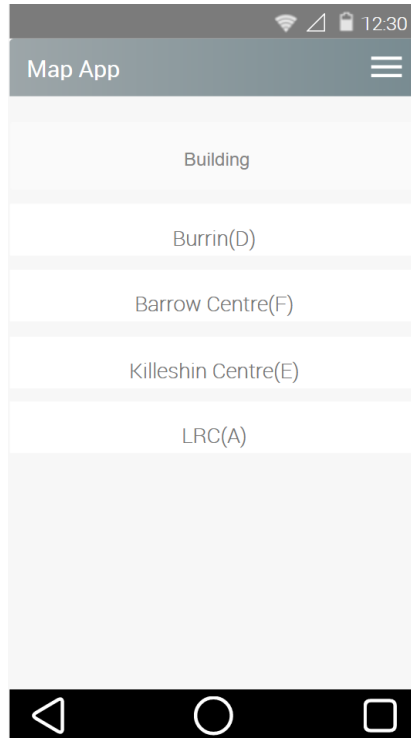 12:30
Map App
Building
Burrin(D)
Barrow Centre(F)
Killeshin Centre(E)
LRC(A)